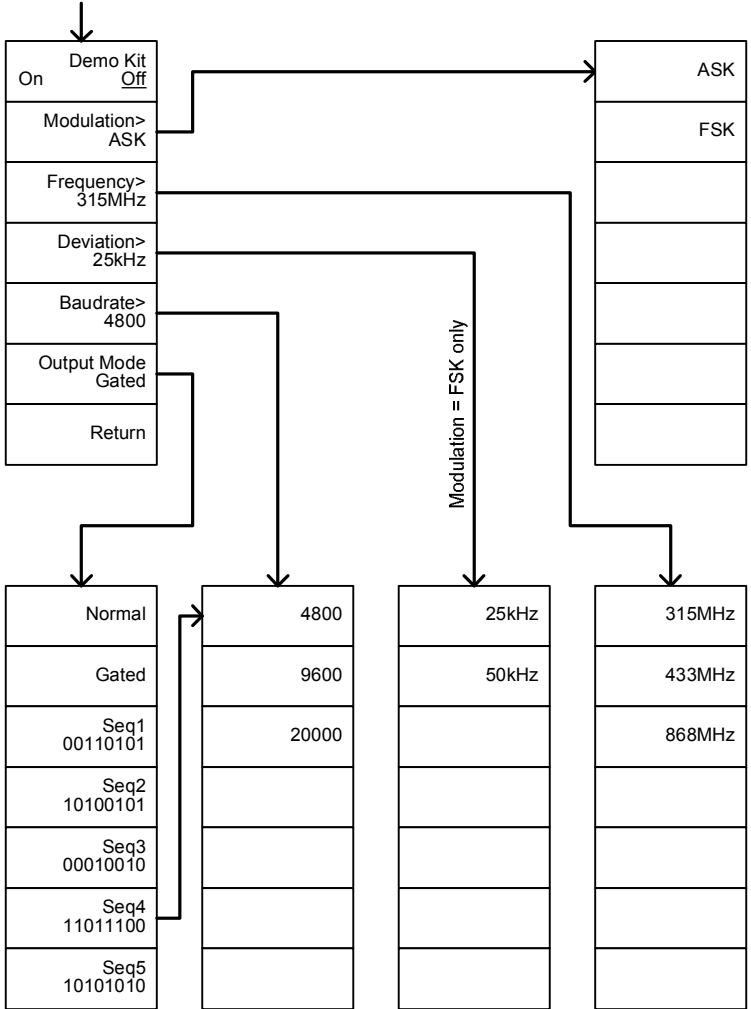 Demo Kit
On Off
Modulation>
ASK
Frequency>
315MHz
Deviation>
25kHz
Baudrate>
4800
Output Mode
Gated
Return
ASK
FSK
Modulation = FSK only
Normal
Gated
Seq1
00110101
Seq2
10100101
Seq3
00010010
Seq4
11011100
Seq5
10101010
4800
9600
20000
25kHz
50kHz
315MHz
433MHz
868MHz